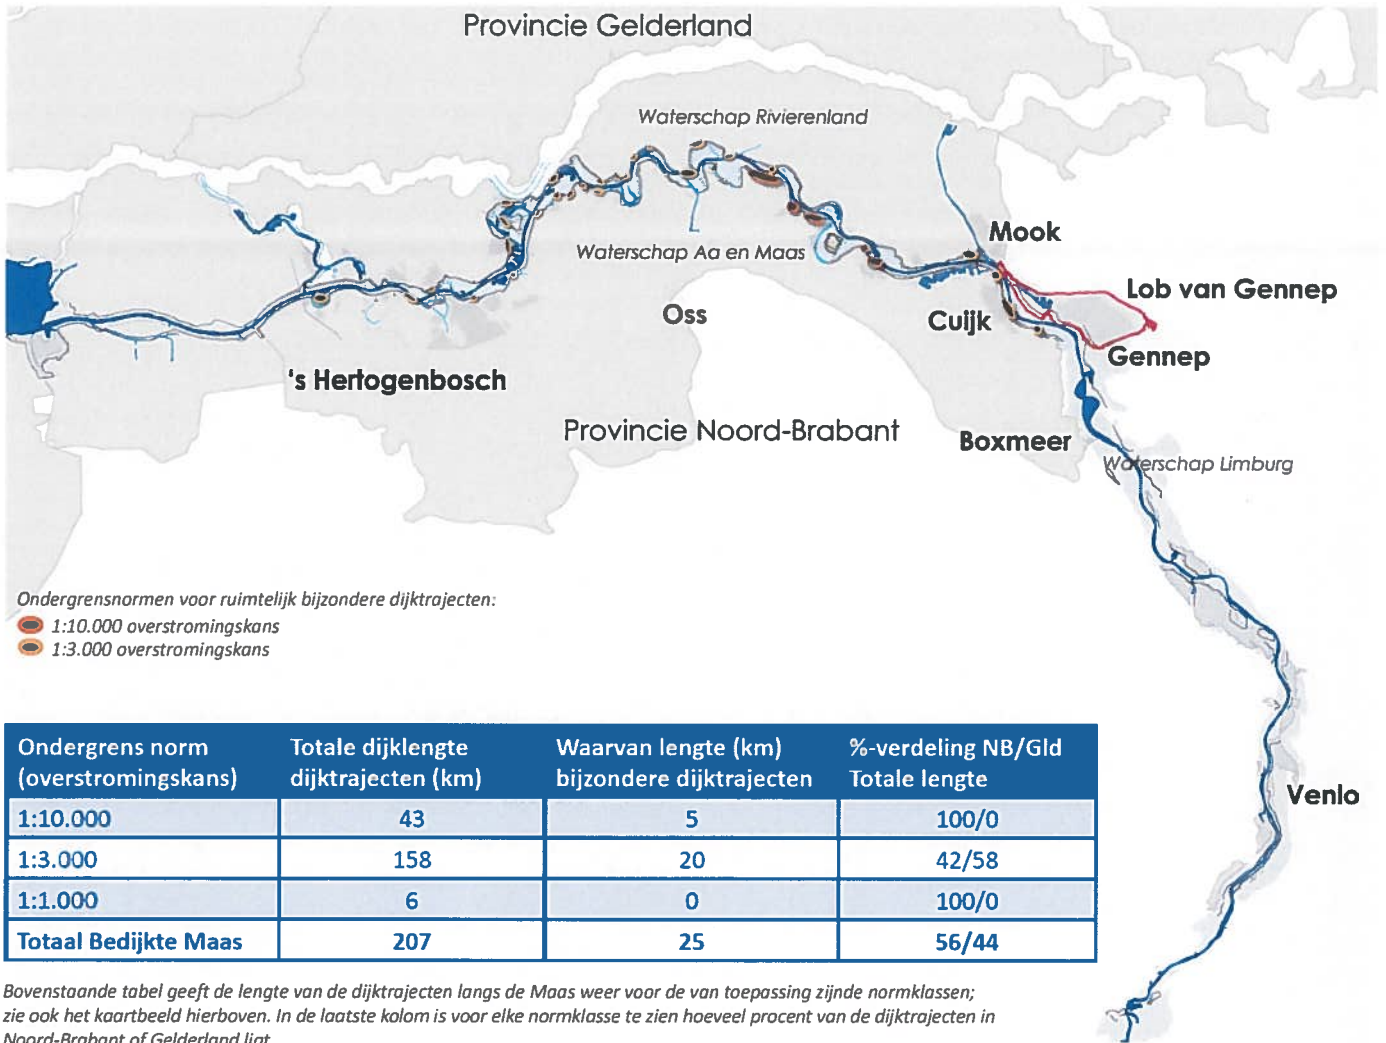 Provincie Gelderland
Waterschap Rivierenland
Mook
Waterschap Aa en Maas
Lob van Gennep
Oss
Cuijk
Gennep
's Hertogenbosch
Provincie Noord-Brabant
Boxmeer
Waterschap Limburg
Ondergrensnormen voor ruimtelijk bijzondere dijktrajecten:
1:10.000 overstromingskans
1:3.000 overstromingskans
Venlo
Ondergrens norm (overstromingskans) Totale dijklengte dijktrajecten (km) Waarvan lengte (km) bijzondere dijktrajecten %-verdeling NB/Gld Totale lengte
1:10.000 43 5 100/0
1:3.000 158 20 42/58
1:1.000 6 0 100/0
Totaal Bedijkte Maas 207 25 56/44
Bovenstaande tabel geeft de lengte van de dijktrajecten langs de Maas weer voor de van toepassing zijnde normklassen;
zie ook het kaartbeeld hierboven. In de laatste kolom is voor elke normklasse te zien hoeveel procent van de dijktrajecten in
Noord-Brabant of Gelderland ligt.